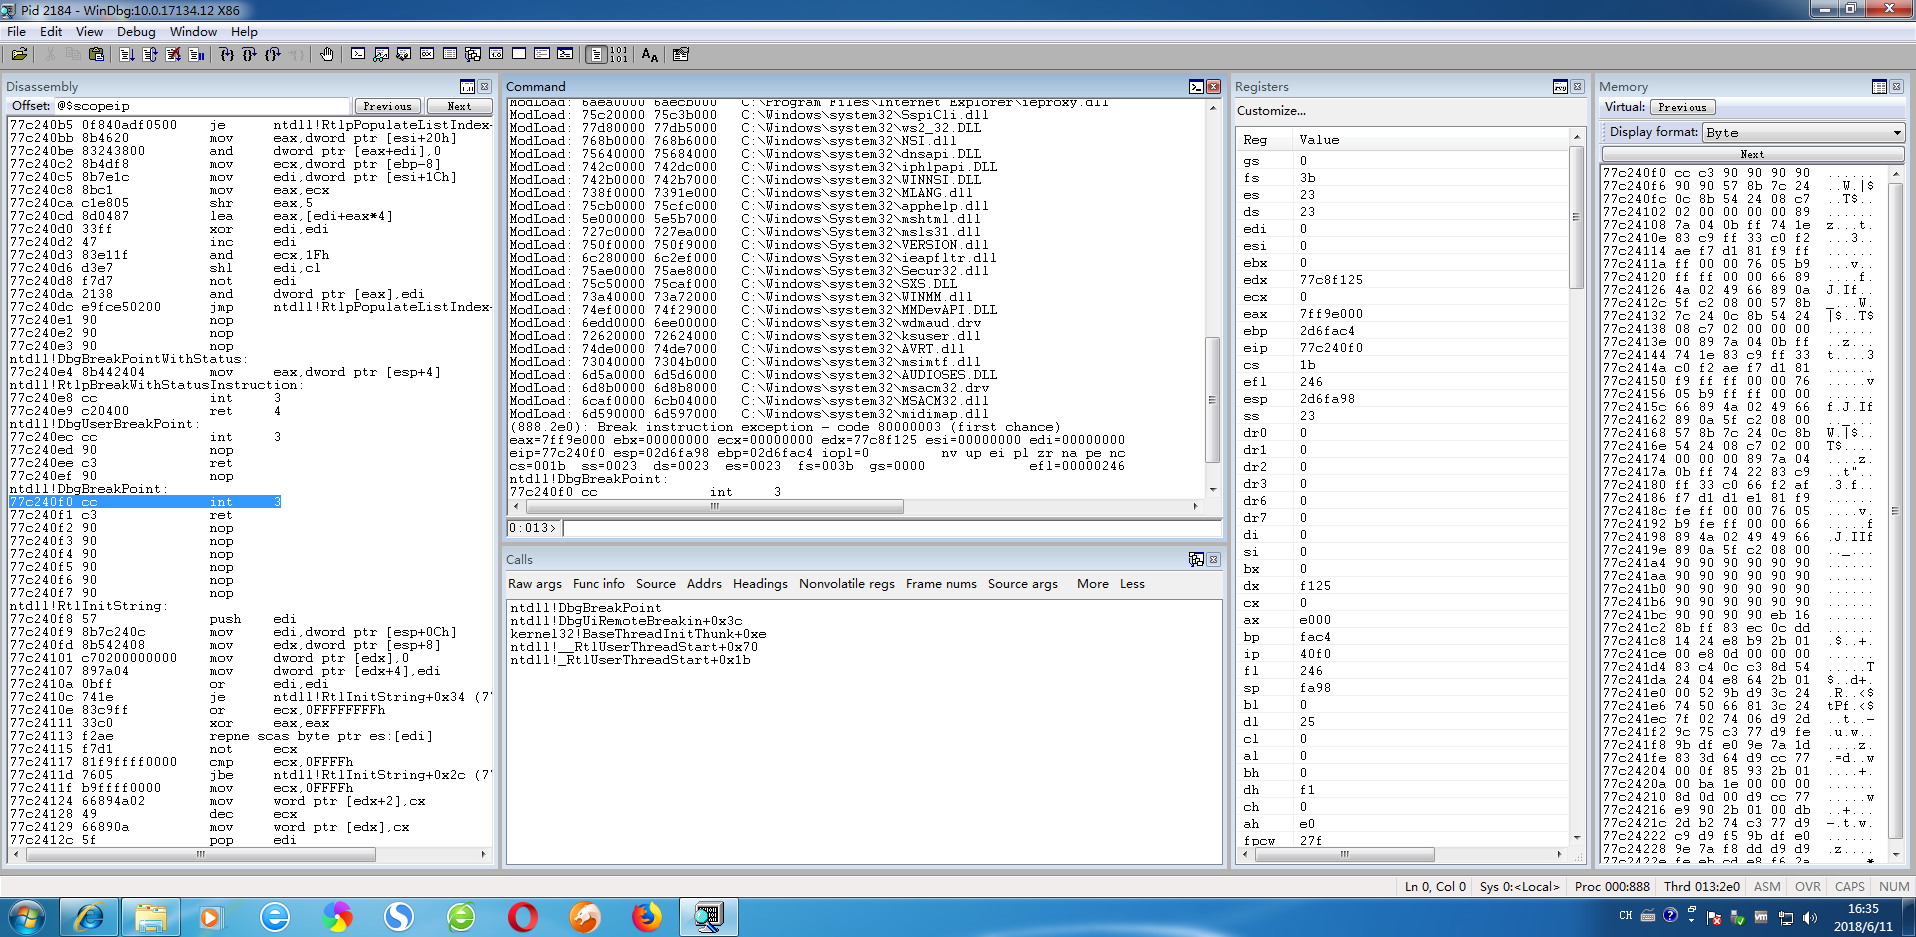 Pid 2184 - WinDbg:10.0.17134.12 X86
File Edit View Debug Window Help
Disassembly
Offset: @$scopeip Previous Next
77c240b5 0f840adf0500 je ntdll!RtlpPopulateListIndex-
77c240bb 8b4620 mov eax,dword ptr [esi+20h]
77c240be 83243800 and dword ptr [eax+edi],0
77c240c2 8b4df8 mov ecx,dword ptr [ebp-8]
77c240c5 8b7e1c mov edi,dword ptr [esi+1Ch]
77c240c8 8bc1 mov eax,ecx
77c240ca c1e805 shr eax,5
77c240cd 8d0487 lea eax,[edi+eax*4]
77c240d0 33ff xor edi,edi
77c240d2 47 inc edi
77c240d3 83e11f and ecx,1Fh
77c240d6 d3e7 shl edi,cl
77c240d8 f7d7 not edi
77c240da 2138 and dword ptr [eax],edi
77c240dc e9fce50200 jmp ntdll!RtlpPopulateListIndex-
77c240e1 90 nop
77c240e2 90 nop
77c240e3 90 nop
ntdll!DbgBreakPointWithStatus:
77c240e4 8b442404 mov eax,dword ptr [esp+4]
ntdll!RtlpBreakWithStatusInstruction:
77c240e8 cc int 3
77c240e9 c20400 ret 4
ntdll!DbgUserBreakPoint:
77c240ec cc int 3
77c240ed 90 nop
77c240ee c3 ret
77c240ef 90 nop
ntdll!DbgBreakPoint:
77c240f0 cc int 3
77c240f1 c3 ret
77c240f2 90 nop
77c240f3 90 nop
77c240f4 90 nop
77c240f5 90 nop
77c240f6 90 nop
77c240f7 90 nop
ntdll!RtlInitString:
77c240f8 57 push edi
77c240f9 8b7c240c mov edi,dword ptr [esp+0Ch]
77c240fd 8b542408 mov edx,dword ptr [esp+8]
77c24101 c70200000000 mov dword ptr [edx],0
77c24107 897a04 mov dword ptr [edx+4],edi
77c2410a 0bff or edi,edi
77c2410c 741e je ntdll!RtlInitString+0x34 (7
77c2410e 83c9ff or ecx,0FFFFFFFFh
77c24111 33c0 xor eax,eax
77c24113 f2ae repne scas byte ptr es:[edi]
77c24115 f7d1 not ecx
77c24117 81f9ffff0000 cmp ecx,0FFFFh
77c2411d 7605 jbe ntdll!RtlInitString+0x2c (7
77c2411f b9ffff0000 mov ecx,0FFFFh
77c24124 66894a02 mov word ptr [edx+2],cx
77c24128 49 dec ecx
77c24129 66890a mov word ptr [edx],cx
77c2412c 5f pop edi
Command
ModLoad: 6aea0000 6aecb000 C:\Program Files\Internet Explorer\ieproxy.dll
ModLoad: 75c20000 75c3b000 C:\Windows\System32\SspiCli.dll
ModLoad: 77d80000 77db5000 C:\Windows\system32\ws2_32.DLL
ModLoad: 768b0000 768b6000 C:\Windows\system32\NSI.dll
ModLoad: 75640000 75684000 C:\Windows\system32\dnsapi.DLL
ModLoad: 742c0000 742dc000 C:\Windows\system32\iphlpapi.DLL
ModLoad: 742b0000 742b7000 C:\Windows\system32\WINNSI.DLL
ModLoad: 738f0000 7391e000 C:\Windows\system32\MLANG.dll
ModLoad: 75cb0000 75cfc000 C:\Windows\system32\apphelp.dll
ModLoad: 5e000000 5e5b7000 C:\Windows\System32\mshtml.dll
ModLoad: 727c0000 727ea000 C:\Windows\System32\msls31.dll
ModLoad: 750f0000 750f9000 C:\Windows\system32\VERSION.dll
ModLoad: 6c280000 6c2ef000 C:\Windows\System32\ieapfltr.dll
ModLoad: 75ae0000 75ae8000 C:\Windows\System32\Secur32.dll
ModLoad: 75c50000 75caf000 C:\Windows\system32\SXS.DLL
ModLoad: 73a40000 73a72000 C:\Windows\system32\WINMM.dll
ModLoad: 74ef0000 74f29000 C:\Windows\system32\MMDevAPI.DLL
ModLoad: 6edd0000 6ee00000 C:\Windows\system32\wdmaud.drv
ModLoad: 72620000 72624000 C:\Windows\system32\ksuser.dll
ModLoad: 74de0000 74de7000 C:\Windows\system32\AVRT.dll
ModLoad: 73040000 7304b000 C:\Windows\system32\msimtf.dll
ModLoad: 6d5a0000 6d5d6000 C:\Windows\system32\AUDIOSES.DLL
ModLoad: 6d8b0000 6d8b8000 C:\Windows\system32\msacm32.drv
ModLoad: 6caf0000 6cb04000 C:\Windows\system32\MSACM32.dll
ModLoad: 6d590000 6d597000 C:\Windows\system32\midimap.dll
(888.2e0): Break instruction exception - code 80000003 (first chance)
eax=7ff9e000 ebx=00000000 ecx=00000000 edx=77c8f125 esi=00000000 edi=00000000
eip=77c240f0 esp=02d6fa98 ebp=02d6fac4 iopl=0 nv up ei pl zr na pe nc
cs=001b ss=0023 ds=0023 es=0023 fs=003b gs=0000 efl=00000246
ntdll!DbgBreakPoint:
77c240f0 cc int 3
0:013>
Calls
Raw args Func info Source Addrs Headings Nonvolatile regs Frame nums Source args More Less
ntdll!DbgBreakPoint
ntdll!DbgUiRemoteBreakin+0x3c
kernel32!BaseThreadInitThunk+0xe
ntdll!__RtlUserThreadStart+0x70
ntdll!_RtlUserThreadStart+0x1b
Registers
Customize...
Reg Value
gs 0
fs 3b
es 23
ds 23
edi 0
esi 0
ebx 0
edx 77c8f125
ecx 0
eax 7ff9e000
ebp 2d6fac4
eip 77c240f0
cs 1b
efl 246
esp 2d6fa98
ss 23
dr0 0
dr1 0
dr2 0
dr3 0
dr6 0
dr7 0
di 0
si 0
bx 0
dx f125
cx 0
ax e000
bp fac4
ip 40f0
fl 246
sp fa98
bl 0
dl 25
cl 0
al 0
bh 0
dh f1
ch 0
ah e0
fpcw 27f
Memory
Virtual: Previous
Display format: Byte
Next
77c240f0 cc c3 90 90 90 90 ......
77c240f6 90 90 57 8b 7c 24 ..W.|$
77c240fc 0c 8b 54 24 08 c7 ..T$..
77c24102 02 00 00 00 00 89 ......
77c24108 7a 04 0b ff 74 1e z...t.
77c2410e 83 c9 ff 33 c0 f2 ...3..
77c24114 ae f7 d1 81 f9 ff ......
77c2411a ff 00 00 76 05 b9 ...v..
77c24120 ff ff 00 00 66 89 ....f.
77c24126 4a 02 49 66 89 0a J.If..
77c2412c 5f c2 08 00 57 8b _...W.
77c24132 7c 24 0c 8b 54 24 |$..T$
77c24138 08 c7 02 00 00 00 ......
77c2413e 00 89 7a 04 0b ff ..z...
77c24144 74 1e 83 c9 ff 33 t....3
77c2414a c0 f2 ae f7 d1 81 ......
77c24150 f9 ff ff 00 00 76 .....v
77c24156 05 b9 ff ff 00 00 ......
77c2415c 66 89 4a 02 49 66 f.J.If
77c24162 89 0a 5f c2 08 00 .._...
77c24168 57 8b 7c 24 0c 8b W.|$..
77c2416e 54 24 08 c7 02 00 T$....
77c24174 00 00 00 89 7a 04 ....z.
77c2417a 0b ff 74 22 83 c9 ..t"..
77c24180 ff 33 c0 66 f2 af .3.f..
77c24186 f7 d1 d1 e1 81 f9 ......
77c2418c fe ff 00 00 76 05 ....v.
77c24192 b9 fe ff 00 00 66 .....f
77c24198 89 4a 02 49 49 66 .J.IIf
77c2419e 89 0a 5f c2 08 00 .._...
77c241a4 90 90 90 90 90 90 ......
77c241aa 90 90 90 90 90 90 ......
77c241b0 90 90 90 90 90 90 ......
77c241b6 90 90 90 90 90 90 ......
77c241bc 90 90 90 90 eb 16 ......
77c241c2 8b ff 83 ec 0c dd ......
77c241c8 14 24 e8 b9 2b 01 .$..+.
77c241ce 00 e8 0d 00 00 00 ......
77c241d4 83 c4 0c c3 8d 54 .....T
77c241da 24 04 e8 64 2b 01 $..d+.
77c241e0 00 52 9b d9 3c 24 .R..<$
77c241e6 74 50 66 81 3c 24 tPf.<$
77c241ec 7f 02 74 06 d9 2d ..t..-
77c241f2 9c 75 c3 77 d9 fe .u.w..
77c241f8 9b df e0 9e 7a 1d ....z.
77c241fe 83 3d 64 d9 cc 77 .=d..w
77c24204 00 0f 85 93 2b 01 ....+.
77c2420a 00 ba 1e 00 00 00 ......
77c24210 8d 0d 00 d9 cc 77 .....w
77c24216 e9 90 2b 01 00 db ..+...
77c2421c 2d b2 74 c3 77 d9 -.t.w.
77c24222 c9 d9 f5 9b df e0 ......
77c24228 9e 7a f8 dd d9 d9 .z....
77c2422e fe eb cd e8 f6 2a .....*
Ln 0, Col 0 Sys 0:<Local> Proc 000:888 Thrd 013:2e0 ASM OVR CAPS NUM
CH
16:35
2018/6/11